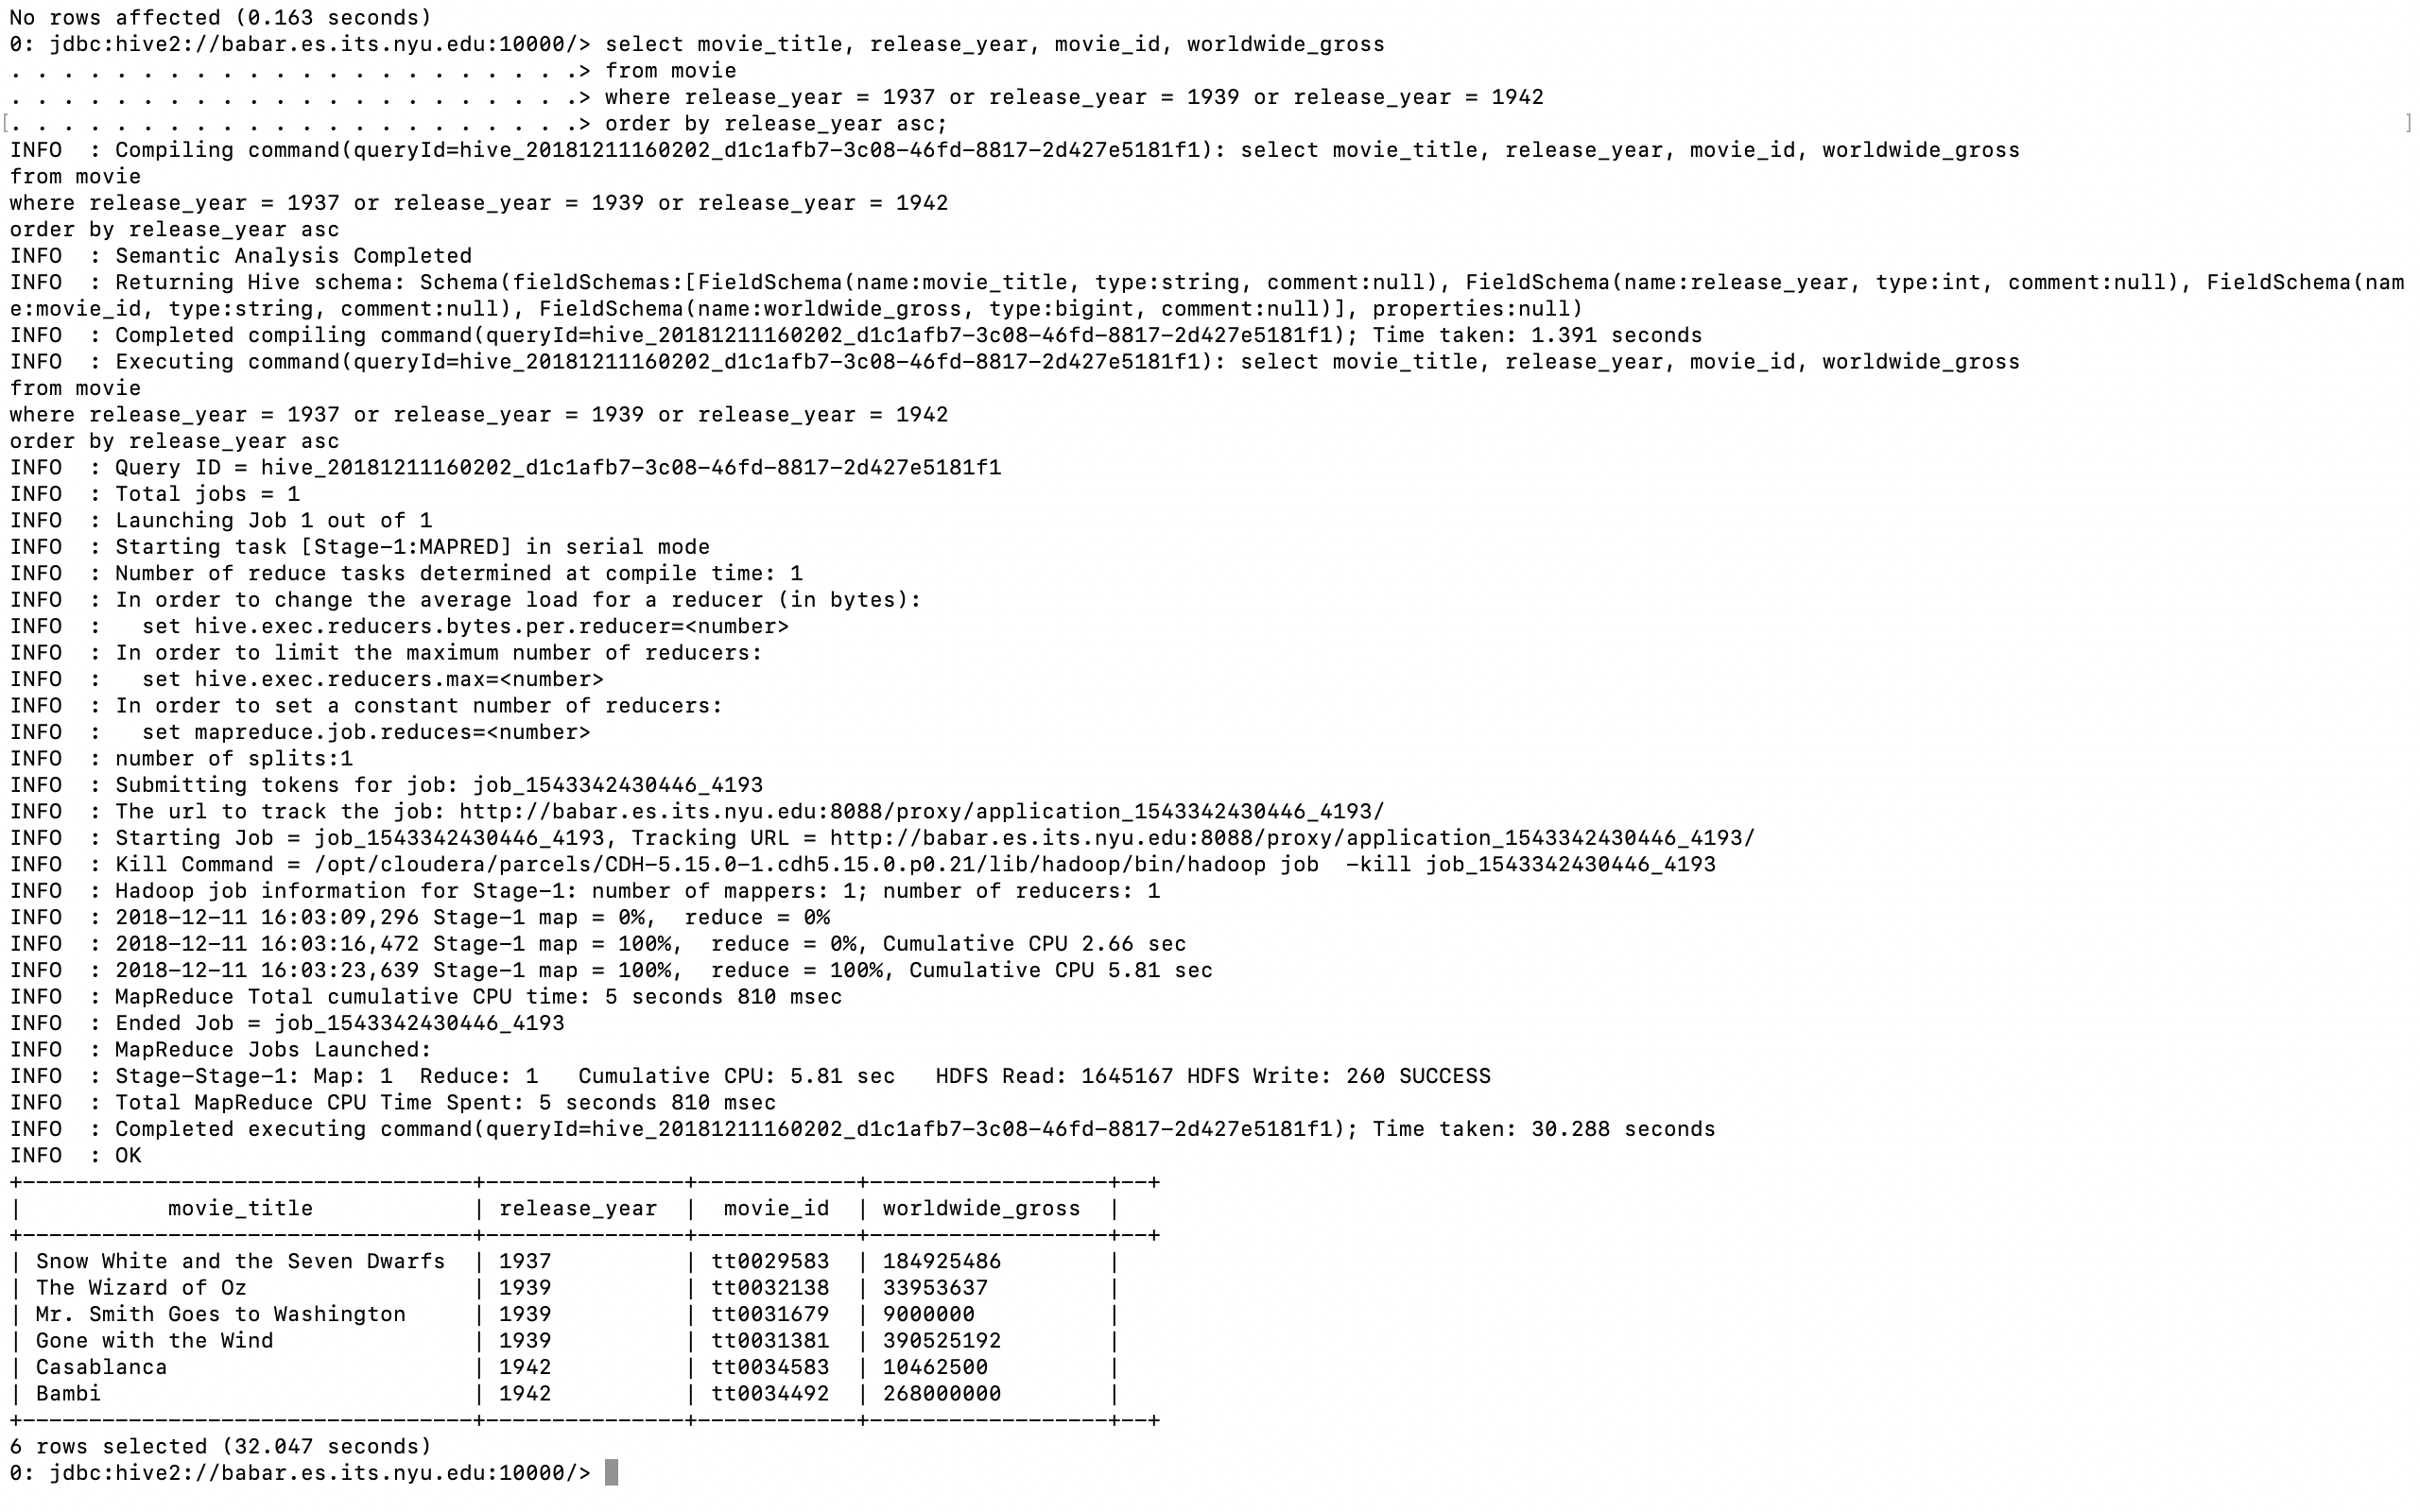 No rows affected (0.163 seconds)
0: jdbc:hive2://babar.es.its.nyu.edu:10000/> select movie_title, release_year, movie_id, worldwide_gross
. . . . . . . . . . . . . . . . . . . . . .> from movie
. . . . . . . . . . . . . . . . . . . . . .> where release_year = 1937 or release_year = 1939 or release_year = 1942
[. . . . . . . . . . . . . . . . . . . . . .> order by release_year asc; ]
INFO  : Compiling command(queryId=hive_20181211160202_d1c1afb7-3c08-46fd-8817-2d427e5181f1): select movie_title, release_year, movie_id, worldwide_gross
from movie
where release_year = 1937 or release_year = 1939 or release_year = 1942
order by release_year asc
INFO  : Semantic Analysis Completed
INFO  : Returning Hive schema: Schema(fieldSchemas:[FieldSchema(name:movie_title, type:string, comment:null), FieldSchema(name:release_year, type:int, comment:null), FieldSchema(nam
e:movie_id, type:string, comment:null), FieldSchema(name:worldwide_gross, type:bigint, comment:null)], properties:null)
INFO  : Completed compiling command(queryId=hive_20181211160202_d1c1afb7-3c08-46fd-8817-2d427e5181f1); Time taken: 1.391 seconds
INFO  : Executing command(queryId=hive_20181211160202_d1c1afb7-3c08-46fd-8817-2d427e5181f1): select movie_title, release_year, movie_id, worldwide_gross
from movie
where release_year = 1937 or release_year = 1939 or release_year = 1942
order by release_year asc
INFO  : Query ID = hive_20181211160202_d1c1afb7-3c08-46fd-8817-2d427e5181f1
INFO  : Total jobs = 1
INFO  : Launching Job 1 out of 1
INFO  : Starting task [Stage-1:MAPRED] in serial mode
INFO  : Number of reduce tasks determined at compile time: 1
INFO  : In order to change the average load for a reducer (in bytes):
INFO  :   set hive.exec.reducers.bytes.per.reducer=<number>
INFO  : In order to limit the maximum number of reducers:
INFO  :   set hive.exec.reducers.max=<number>
INFO  : In order to set a constant number of reducers:
INFO  :   set mapreduce.job.reduces=<number>
INFO  : number of splits:1
INFO  : Submitting tokens for job: job_1543342430446_4193
INFO  : The url to track the job: http://babar.es.its.nyu.edu:8088/proxy/application_1543342430446_4193/
INFO  : Starting Job = job_1543342430446_4193, Tracking URL = http://babar.es.its.nyu.edu:8088/proxy/application_1543342430446_4193/
INFO  : Kill Command = /opt/cloudera/parcels/CDH-5.15.0-1.cdh5.15.0.p0.21/lib/hadoop/bin/hadoop job  -kill job_1543342430446_4193
INFO  : Hadoop job information for Stage-1: number of mappers: 1; number of reducers: 1
INFO  : 2018-12-11 16:03:09,296 Stage-1 map = 0%,  reduce = 0%
INFO  : 2018-12-11 16:03:16,472 Stage-1 map = 100%,  reduce = 0%, Cumulative CPU 2.66 sec
INFO  : 2018-12-11 16:03:23,639 Stage-1 map = 100%,  reduce = 100%, Cumulative CPU 5.81 sec
INFO  : MapReduce Total cumulative CPU time: 5 seconds 810 msec
INFO  : Ended Job = job_1543342430446_4193
INFO  : MapReduce Jobs Launched:
INFO  : Stage-Stage-1: Map: 1  Reduce: 1   Cumulative CPU: 5.81 sec   HDFS Read: 1645167 HDFS Write: 260 SUCCESS
INFO  : Total MapReduce CPU Time Spent: 5 seconds 810 msec
INFO  : Completed executing command(queryId=hive_20181211160202_d1c1afb7-3c08-46fd-8817-2d427e5181f1); Time taken: 30.288 seconds
INFO  : OK
+----------------------------------+---------------+------------+------------------+--+
|           movie_title            | release_year  |  movie_id  | worldwide_gross  |
+----------------------------------+---------------+------------+------------------+--+
| Snow White and the Seven Dwarfs  | 1937          | tt0029583  | 184925486        |
| The Wizard of Oz                 | 1939          | tt0032138  | 33953637         |
| Mr. Smith Goes to Washington     | 1939          | tt0031679  | 9000000          |
| Gone with the Wind               | 1939          | tt0031381  | 390525192        |
| Casablanca                       | 1942          | tt0034583  | 10462500         |
| Bambi                            | 1942          | tt0034492  | 268000000        |
+----------------------------------+---------------+------------+------------------+--+
6 rows selected (32.047 seconds)
0: jdbc:hive2://babar.es.its.nyu.edu:10000/>